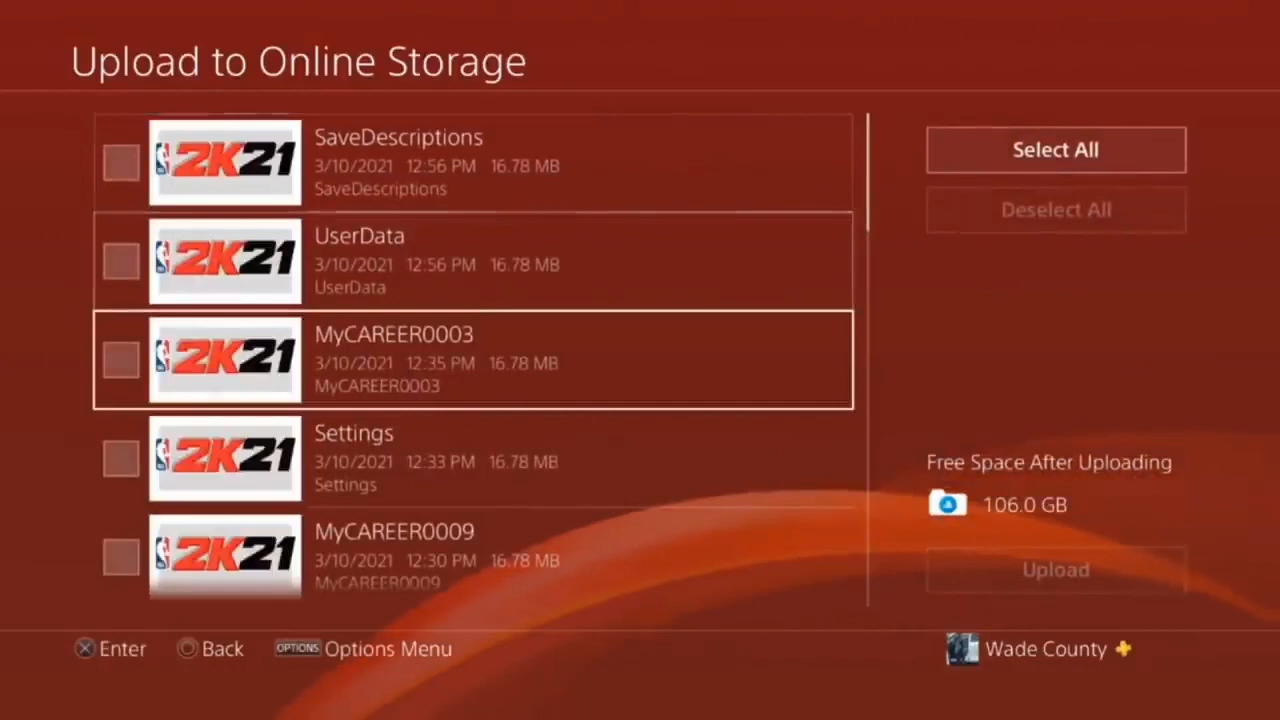 Upload to Online Storage
2K21
SaveDescriptions
3/10/2021 12:56 PM 16.78 MB
SaveDescriptions
2K21
UserData
3/10/2021 12:56 PM 16.78 MB
UserData
2K21
MyCAREER0003
3/10/2021 12:35 PM 16.78 MB
MyCAREER0003
2K21
Settings
3/10/2021 12:33 PM 16.78 MB
Settings
2K21
MyCAREER0009
3/10/2021 12:30 PM 16.78 MB
MyCAREER0009
Select All
Deselect All
Free Space After Uploading
106.0 GB
Upload
Enter
Back
OPTIONS Options Menu
Wade County